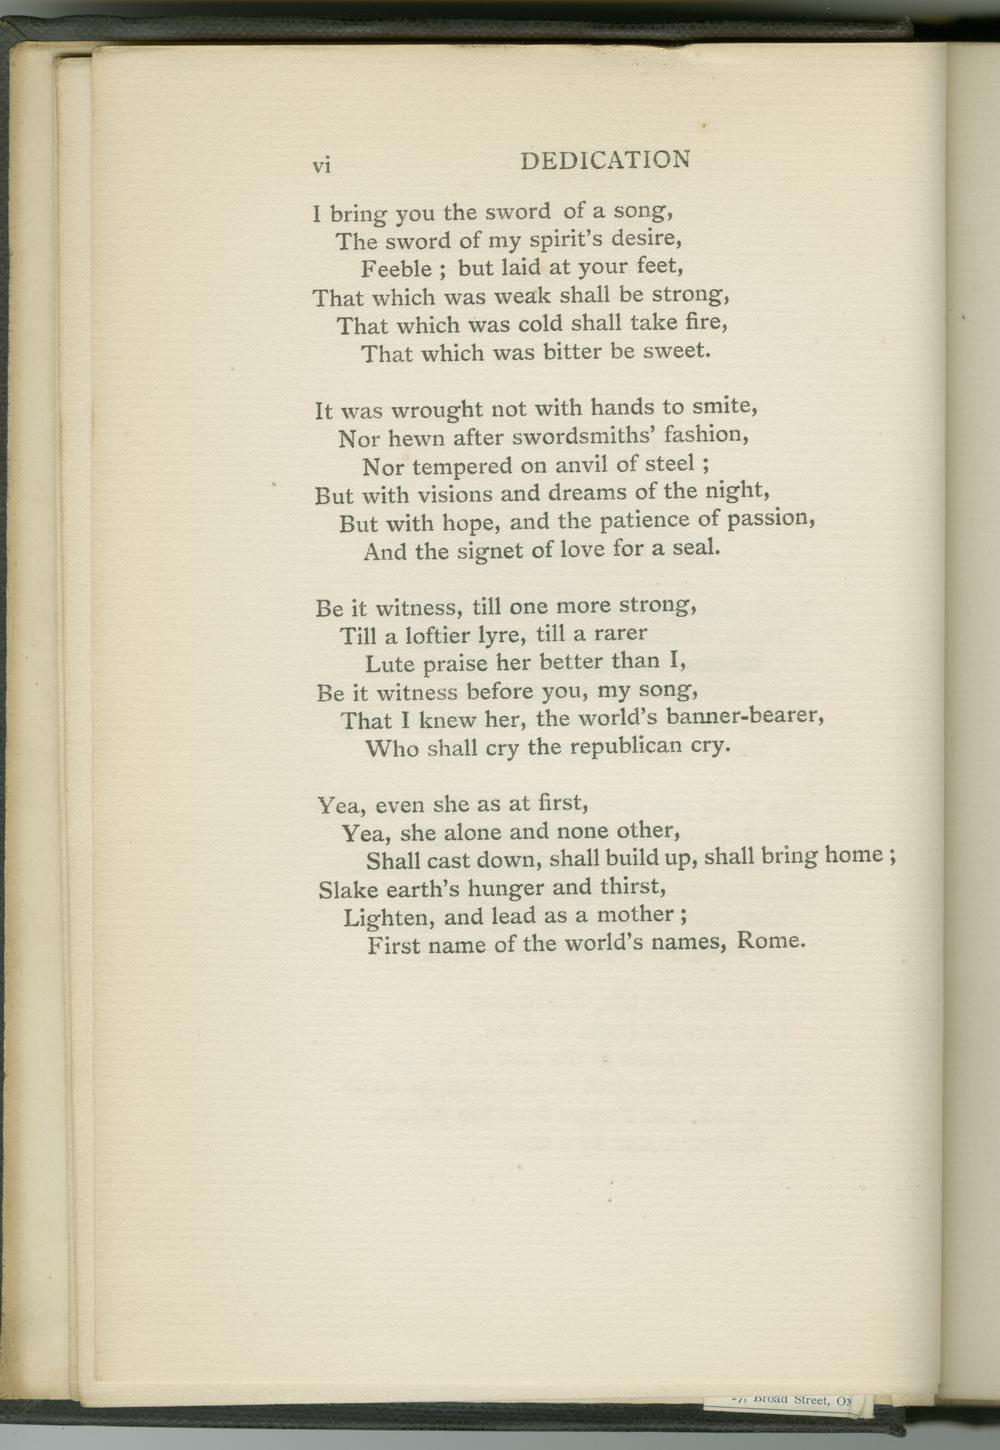 vi DEDICATION
I bring you the sword of a song,
The sword of my spirit's desire,
Feeble ; but laid at your feet,
That which was weak shall be strong,
That which was cold shall take fire,
That which was bitter be sweet.
It was wrought not with hands to smite,
Nor hewn after swordsmiths' fashion,
Nor tempered on anvil of steel ;
But with visions and dreams of the night,
But with hope, and the patience of passion,
And the signet of love for a seal.
Be it witness, till one more strong,
Till a loftier lyre, till a rarer
Lute praise her better than I,
Be it witness before you, my song,
That I knew her, the world's banner-bearer,
Who shall cry the republican cry.
Yea, even she as at first,
Yea, she alone and none other,
Shall cast down, shall build up, shall bring home ;
Slake earth's hunger and thirst,
Lighten, and lead as a mother ;
First name of the world's names, Rome.
Broad Street,